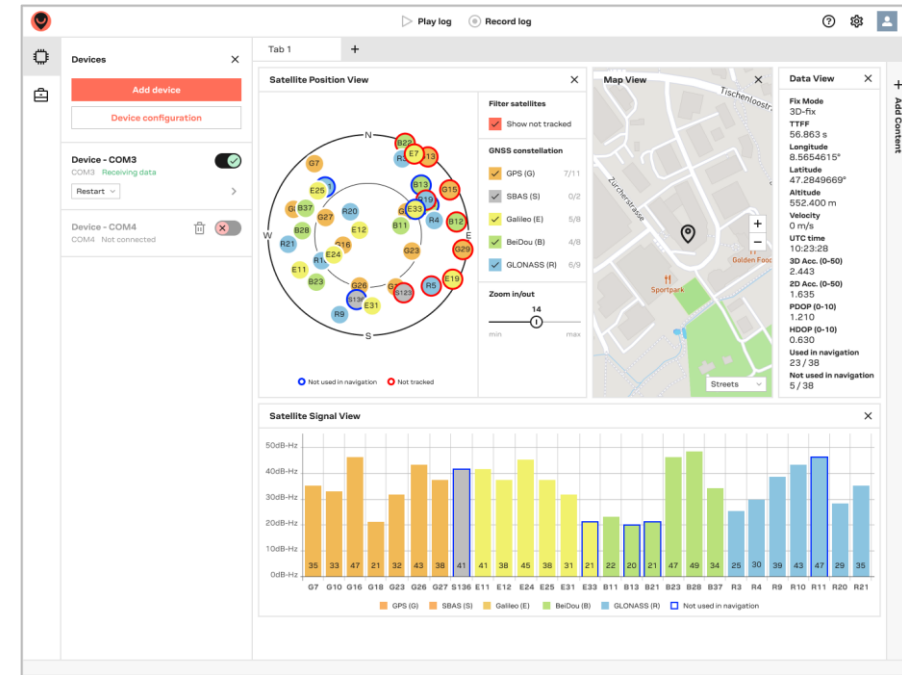 Play log
Record log
Devices
Add device
Device configuration
Device - COM3
COM3 Receiving data
Restart
Device - COM4
COM4 Not connected
Tab 1
Satellite Position View
N
W
E
S
B22
E7
G13
G7
B13
G15
E25
R19
B37
G27
R20
E33
R4
B12
B28
E12
B11
R21
G16
E24
G23
G29
E11
B23
G26
S123
R5
E19
E31
R9
Not used in navigation
Not tracked
Filter satellites
Show not tracked
GNSS constellation
GPS (G) 7/11
SBAS (S) 0/2
Galileo (E) 5/8
BeiDou (B) 4/8
GLONASS (R) 6/9
Zoom in/out
14
min max
Map View
Tischenloostr.
Zürcherstrasse
Golden Food
Sportpark
+
−
Streets
Data View
Fix Mode
3D-fix
TTFF
56.863 s
Longitude
8.5654615°
Latitude
47.2849669°
Altitude
552.400 m
Velocity
0 m/s
UTC time
10:23:28
3D Acc. (0-50)
2.443
2D Acc. (0-50)
1.635
PDOP (0-10)
1.210
HDOP (0-10)
0.630
Used in navigation
23 / 38
Not used in navigation
5 / 38
Add Content
Satellite Signal View
50dB-Hz
40dB-Hz
30dB-Hz
20dB-Hz
10dB-Hz
0dB-Hz
35 33 47 21 32 43 38 41 41 38 45 38 31 21 22 20 21 47 49 34 25 30 39 43 47 29 35
G7 G10 G16 G18 G23 G26 G27 S136 E11 E12 E24 E25 E31 E33 B11 B13 B21 B23 B28 B37 R3 R4 R9 R10 R11 R20 R21
GPS (G) SBAS (S) Galileo (E) BeiDou (B) GLONASS (R) Not used in navigation